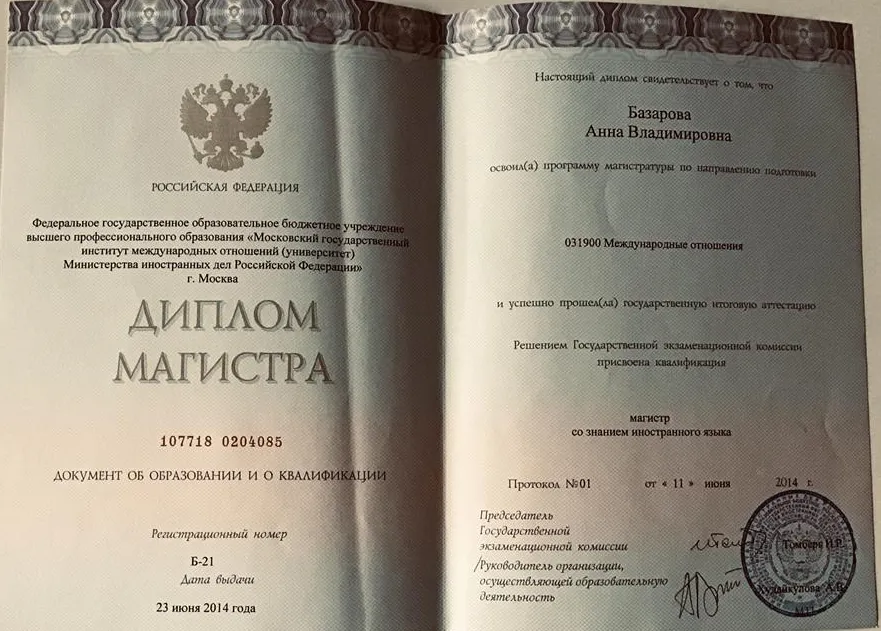 РОССИЙСКАЯ ФЕДЕРАЦИЯ
Федеральное государственное образовательное бюджетное учреждение
высшего профессионального образования «Московский государственный
институт международных отношений (университет)
Министерства иностранных дел Российской Федерации»
г. Москва
ДИПЛОМ
МАГИСТРА
107718 0204085
ДОКУМЕНТ ОБ ОБРАЗОВАНИИ И О КВАЛИФИКАЦИИ
Регистрационный номер
Б-21
Дата выдачи
23 июня 2014 года
Настоящий диплом свидетельствует о том, что
Базарова
Анна Владимировна
освоил(а) программу магистратуры по направлению подготовки
031900 Международные отношения
и успешно прошел(ла) государственную итоговую аттестацию
Решением Государственной экзаменационной комиссии
присвоена квалификация
магистр
со знанием иностранного языка
Протокол №01 от « 11 » июня 2014 г.
Председатель
Государственной
экзаменационной комиссии
Руководитель организации,
осуществляющей образовательную
деятельность